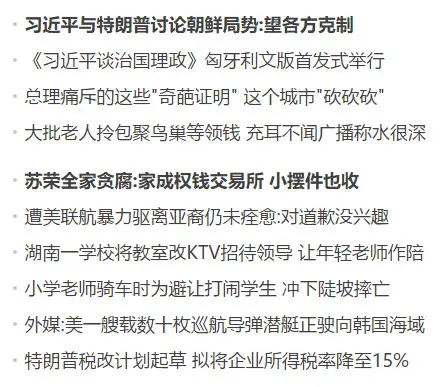 习近平与特朗普讨论朝鲜局势:望各方克制
《习近平谈治国理政》匈牙利文版首发式举行
总理痛斥的这些"奇葩证明" 这个城市"砍砍砍"
大批老人拎包聚鸟巢等领钱 充耳不闻广播称水很深
苏荣全家贪腐:家成权钱交易所 小摆件也收
遭美联航暴力驱离亚裔仍未痊愈:对道歉没兴趣
湖南一学校将教室改KTV招待领导 让年轻老师作陪
小学老师骑车时为避让打闹学生 冲下陡坡摔亡
外媒:美一艘载数十枚巡航导弹潜艇正驶向韩国海域
特朗普税改计划起草 拟将企业所得税率降至15%